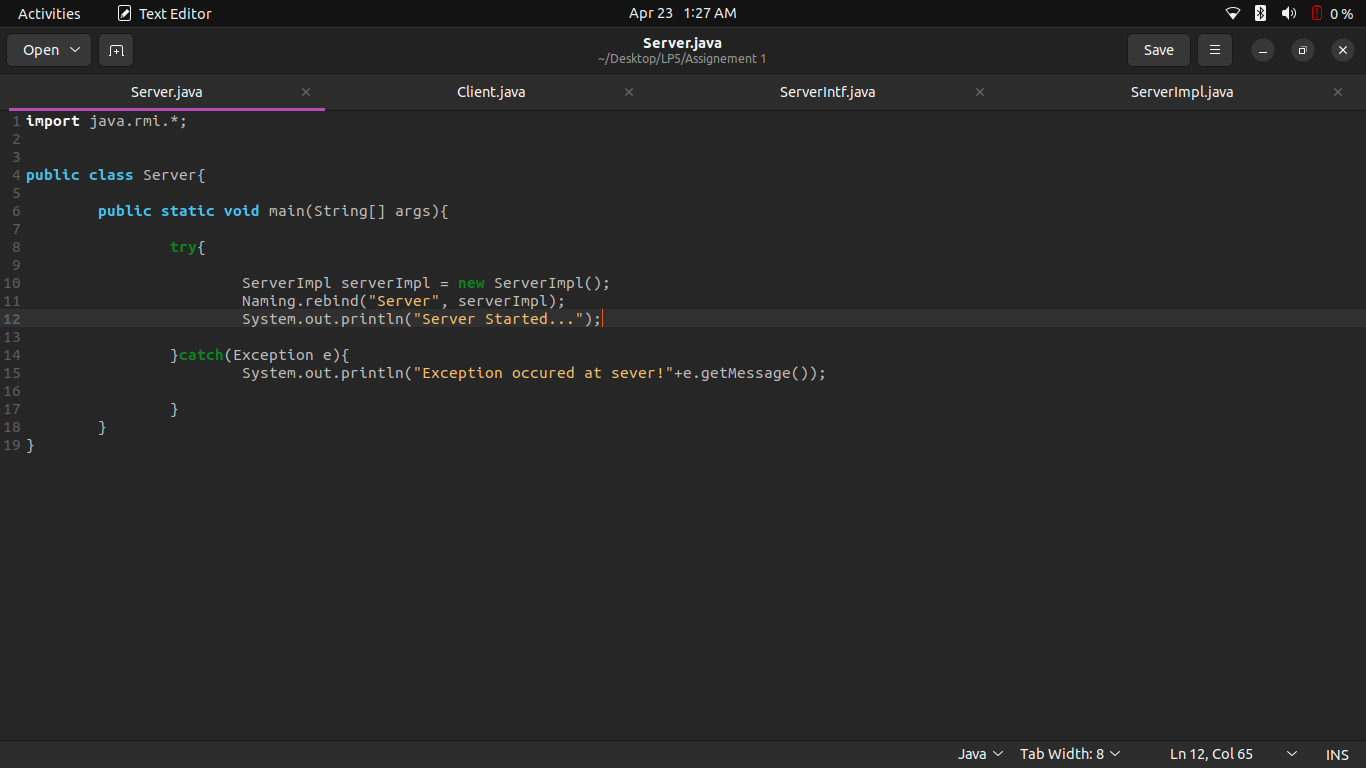 Activities Text Editor Apr 23 1:27 AM 0 %
Open Server.java Save
~/Desktop/LP5/Assignement 1
Server.java Client.java ServerIntf.java ServerImpl.java
1 import java.rmi.*;
2
3
4 public class Server{
5
6 public static void main(String[] args){
7
8 try{
9
10 ServerImpl serverImpl = new ServerImpl();
11 Naming.rebind("Server", serverImpl);
12 System.out.println("Server Started...");
13
14 }catch(Exception e){
15 System.out.println("Exception occured at sever!"+e.getMessage());
16
17 }
18 }
19 }
Java Tab Width: 8 Ln 12, Col 65 INS